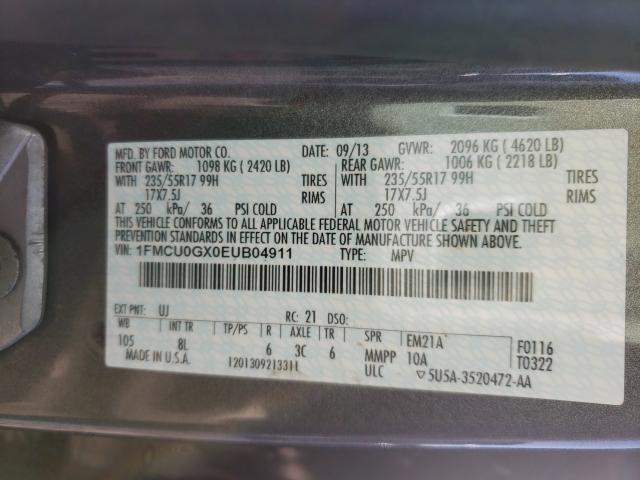 MFD. BY FORD MOTOR CO. DATE: 09/13 GVWR: 2096 KG ( 4620 LB)
FRONT GAWR: 1098 KG ( 2420 LB) REAR GAWR: 1006 KG ( 2218 LB)
WITH 235/55R17 99H TIRES WITH 235/55R17 99H TIRES
17X7.5J RIMS 17X7.5J RIMS
AT 250 kPa/ 36 PSI COLD AT 250 kPa/ 36 PSI COLD
THIS VEHICLE CONFORMS TO ALL APPLICABLE FEDERAL MOTOR VEHICLE SAFETY AND THEFT
PREVENTION STANDARDS IN EFFECT ON THE DATE OF MANUFACTURE SHOWN ABOVE.
VIN: 1FMCU0GX0EUB04911 TYPE: MPV
EXT PNT: UJ RC: 21 DSO:
WB INT TR TP/PS R AXLE TR SPR EM21A F0116
105 8L 6 3C 6 MMPP 10A T0322
MADE IN U.S.A. 1201309213311 ULC ▽5U5A-3520472-AA